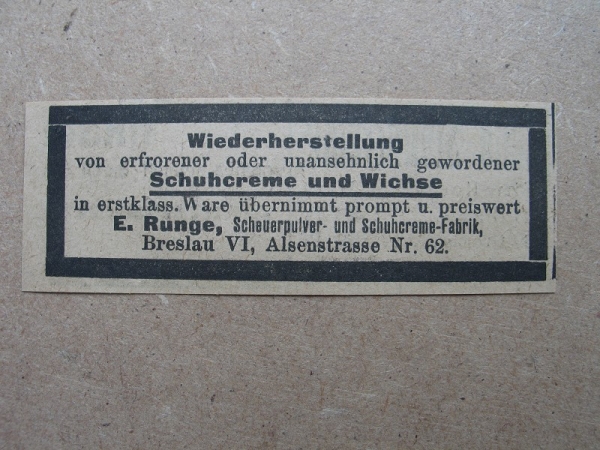 Wiederherstellung
von erfrorener oder unansehnlich gewordener
Schuhcreme und Wichse
in erstklass. Ware übernimmt prompt u. preiswert
E. Runge, Scheuerpulver- und Schuhcreme-Fabrik,
Breslau VI, Alsenstrasse Nr. 62.